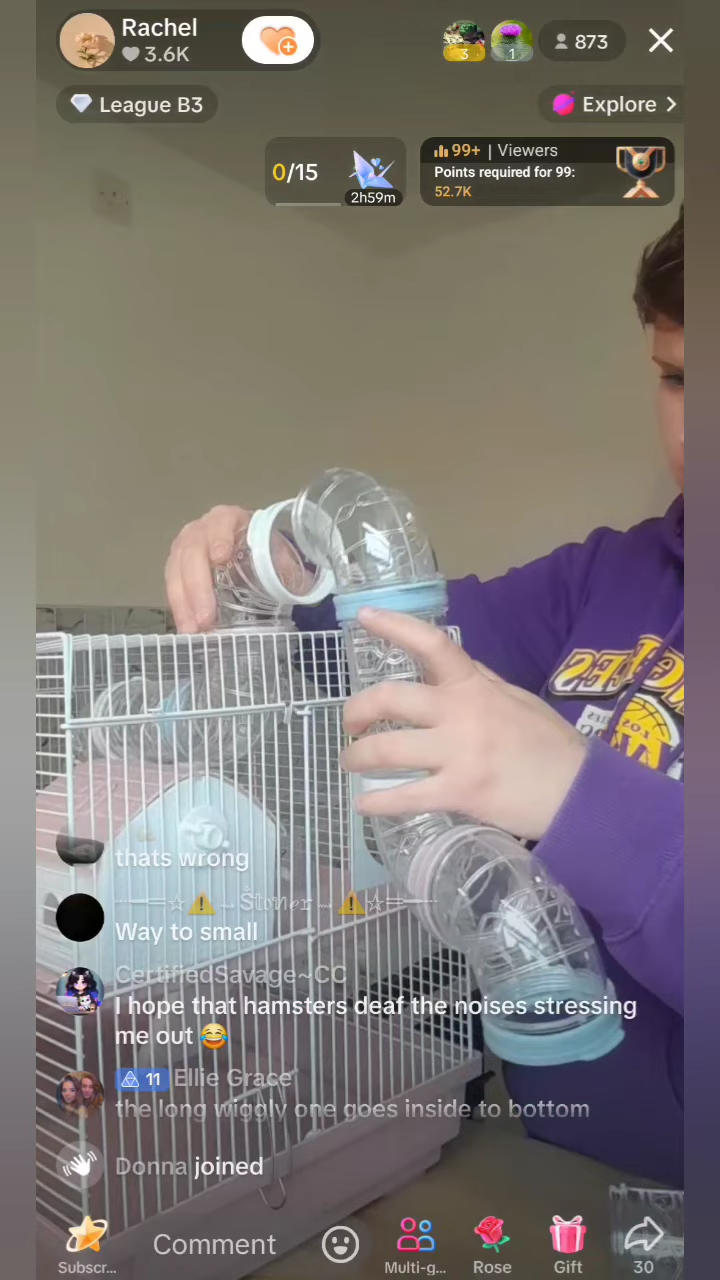 Rachel
3.6K
3
1
873
League B3
Explore
0/15
2h59m
99+ | Viewers
Points required for 99:
52.7K
thats wrong
Way to small
CertifiedSavage~CC
I hope that hamsters deaf the noises stressing
me out 😂
11 Ellie Grace
the long wiggly one goes inside to bottom
Donna joined
Subscr...
Comment
Multi-g...
Rose
Gift
30